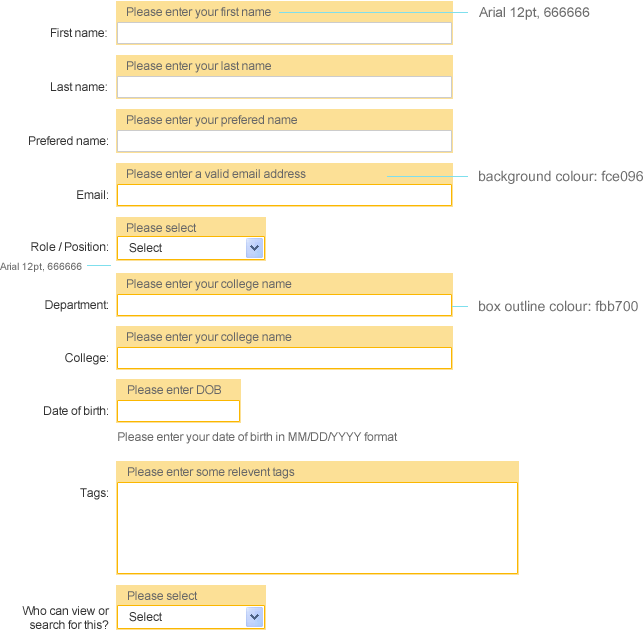 Please enter your first name
Arial 12pt, 666666
First name:
Please enter your last name
Last name:
Please enter your prefered name
Prefered name:
Please enter a valid email address
background colour: fce096
Email:
Please select
Role / Position:
Select
Arial 12pt, 666666
Please enter your college name
Department:
box outline colour: fbb700
Please enter your college name
College:
Please enter DOB
Date of birth:
Please enter your date of birth in MM/DD/YYYY format
Please enter some relevent tags
Tags:
Please select
Who can view or
search for this?
Select